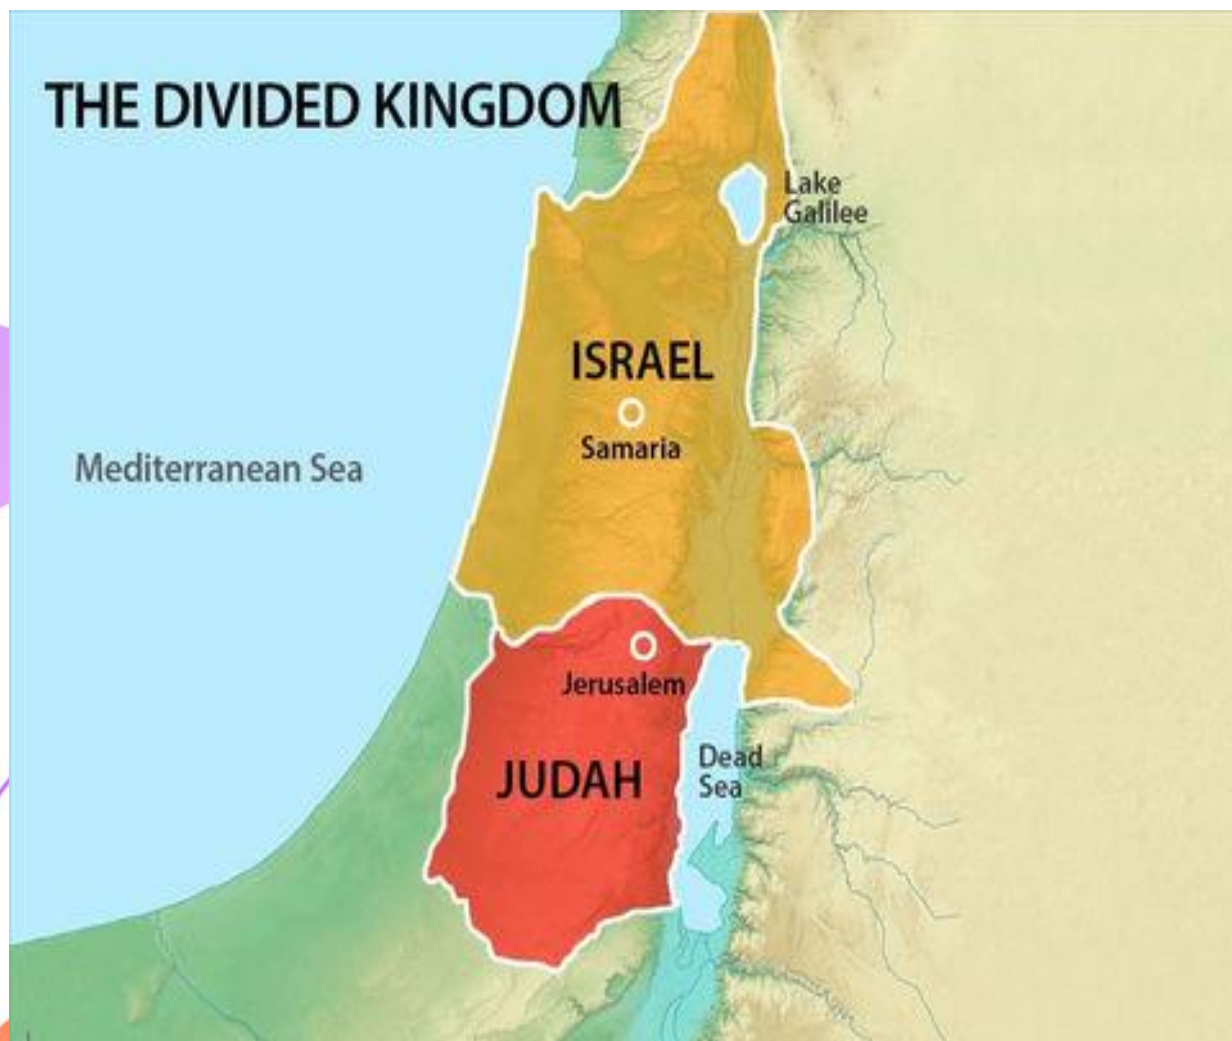 THE DIVIDED KINGDOM
Lake
Galilee
ISRAEL
Samaria
Mediterranean Sea
Jerusalem
JUDAH
Dead
Sea